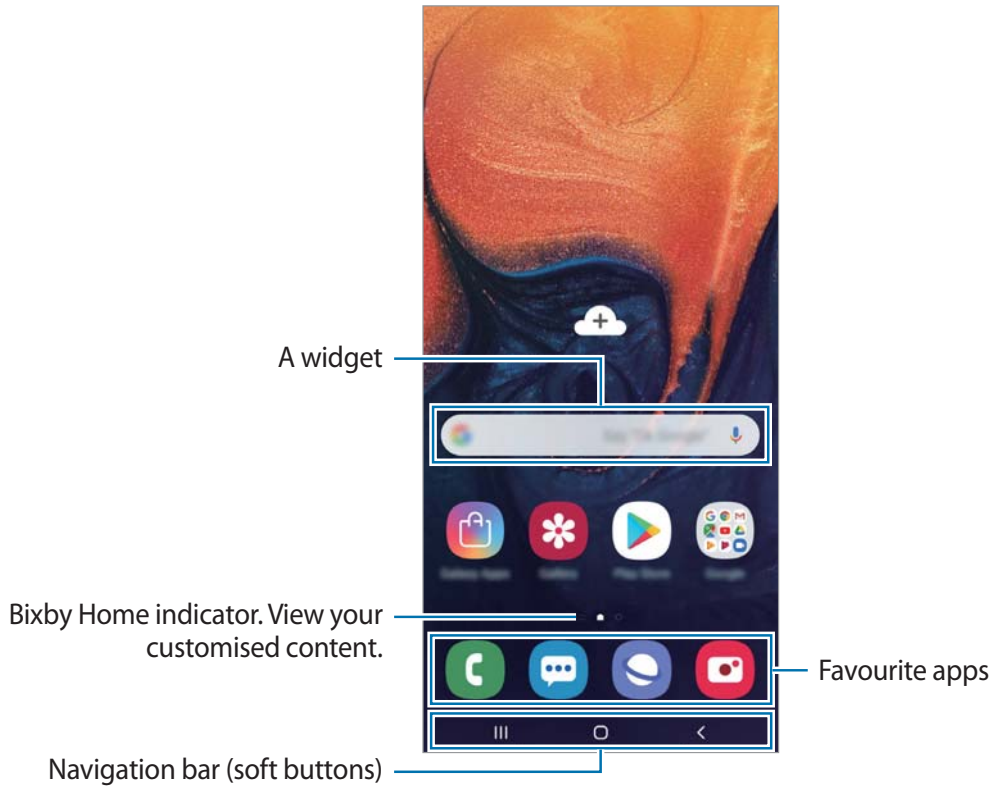 A widget
Bixby Home indicator. View your
customised content.
Favourite apps
Navigation bar (soft buttons)